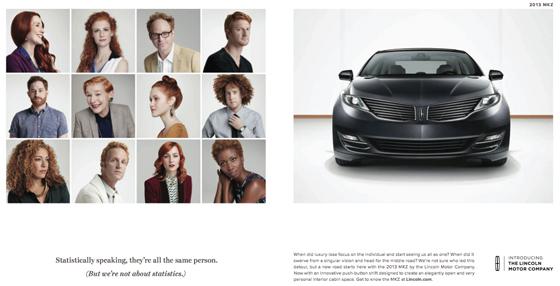 2013 MKZ
Statistically speaking, they're all the same person.
(But we're not about statistics.)
When did luxury lose focus on the individual and start seeing us all as one? When did it
swerve from a singular vision and head for the middle road? We're not sure who led this
detour, but a new road starts here with the 2013 MKZ by the Lincoln Motor Company.
Now with an innovative push-button shift designed to create an elegantly open and very
personal interior cabin space. Get to know the MKZ at Lincoln.com.
INTRODUCING
THE LINCOLN
MOTOR COMPANY